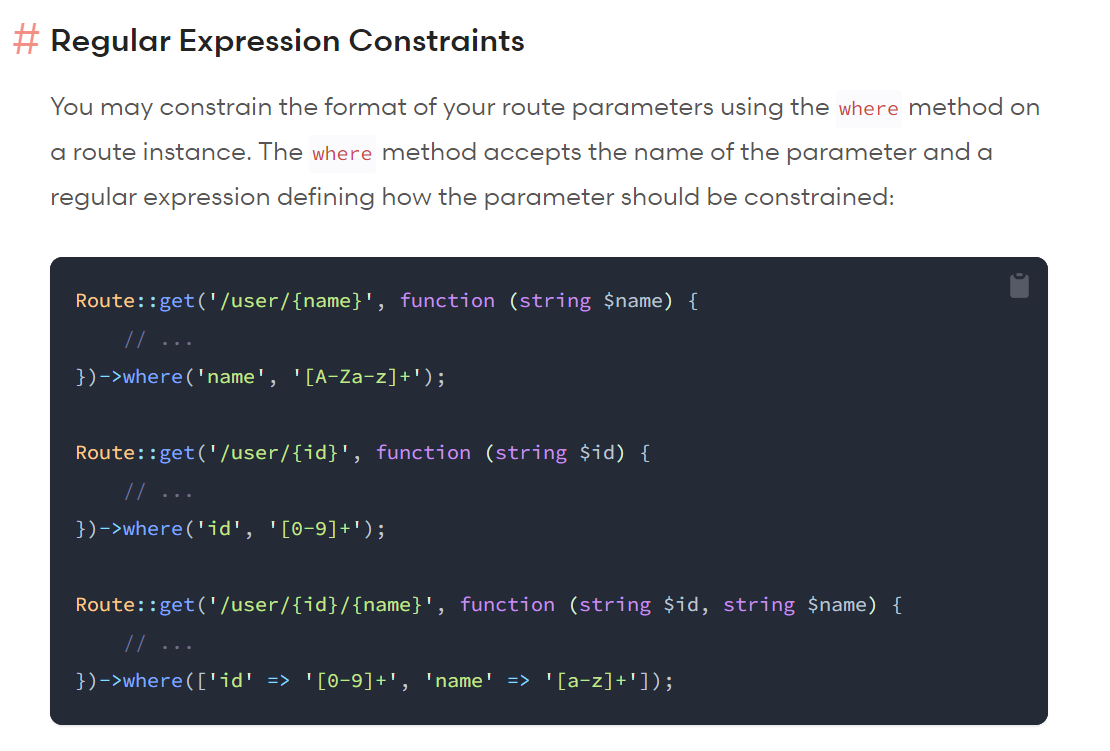 # Regular Expression Constraints
You may constrain the format of your route parameters using the where method on
a route instance. The where method accepts the name of the parameter and a
regular expression defining how the parameter should be constrained:
Route::get('/user/{name}', function (string $name) {
    // ...
})->where('name', '[A-Za-z]+');
Route::get('/user/{id}', function (string $id) {
    // ...
})->where('id', '[0-9]+');
Route::get('/user/{id}/{name}', function (string $id, string $name) {
    // ...
})->where(['id' => '[0-9]+', 'name' => '[a-z]+']);